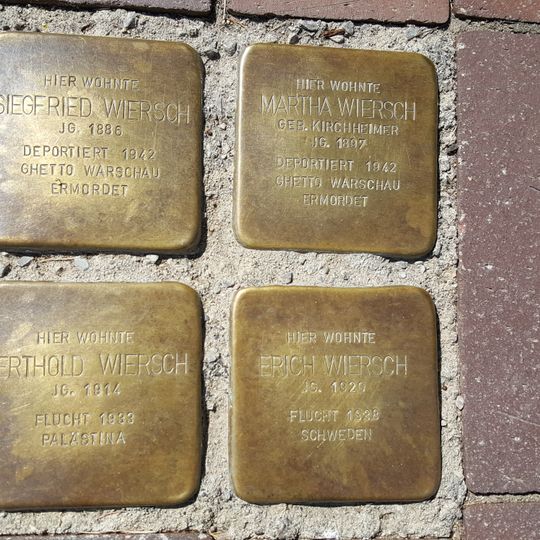 HIER WOHNTE
SIEGFRIED WIERSCH
JG. 1886
DEPORTIERT 1942
GHETTO WARSCHAU
ERMORDET
HIER WOHNTE
MARTHA WIERSCH
GEB. KIRCHHEIMER
JG. 1897
DEPORTIERT 1942
GHETTO WARSCHAU
ERMORDET
HIER WOHNTE
ERTHOLD WIERSCH
JG. 1914
FLUCHT 1933
PALÄSTINA
HIER WOHNTE
ERICH WIERSCH
JG. 1920
FLUCHT 1938
SCHWEDEN